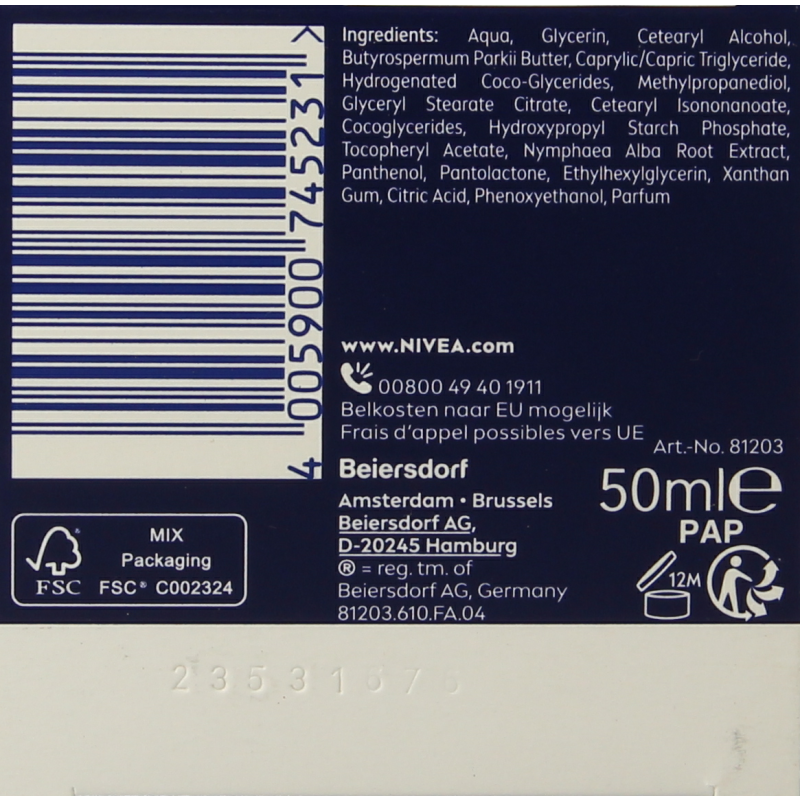 Ingredients: Aqua, Glycerin, Cetearyl Alcohol,
Butyrospermum Parkii Butter, Caprylic/Capric Triglyceride,
Hydrogenated Coco-Glycerides, Methylpropanediol,
Glyceryl Stearate Citrate, Cetearyl Isononanoate,
Cocoglycerides, Hydroxypropyl Starch Phosphate,
Tocopheryl Acetate, Nymphaea Alba Root Extract,
Panthenol, Pantolactone, Ethylhexylglycerin, Xanthan
Gum, Citric Acid, Phenoxyethanol, Parfum
4 005900 745231 >
www.NIVEA.com
00800 49 40 1911
Belkosten naar EU mogelijk
Frais d'appel possibles vers UE
Art.-No. 81203
Beiersdorf
50ml e
Amsterdam • Brussels
PAP
Beiersdorf AG,
D-20245 Hamburg
® = reg. tm. of
Beiersdorf AG, Germany
81203.610.FA.04
12M
FSC
MIX
Packaging
FSC® C002324